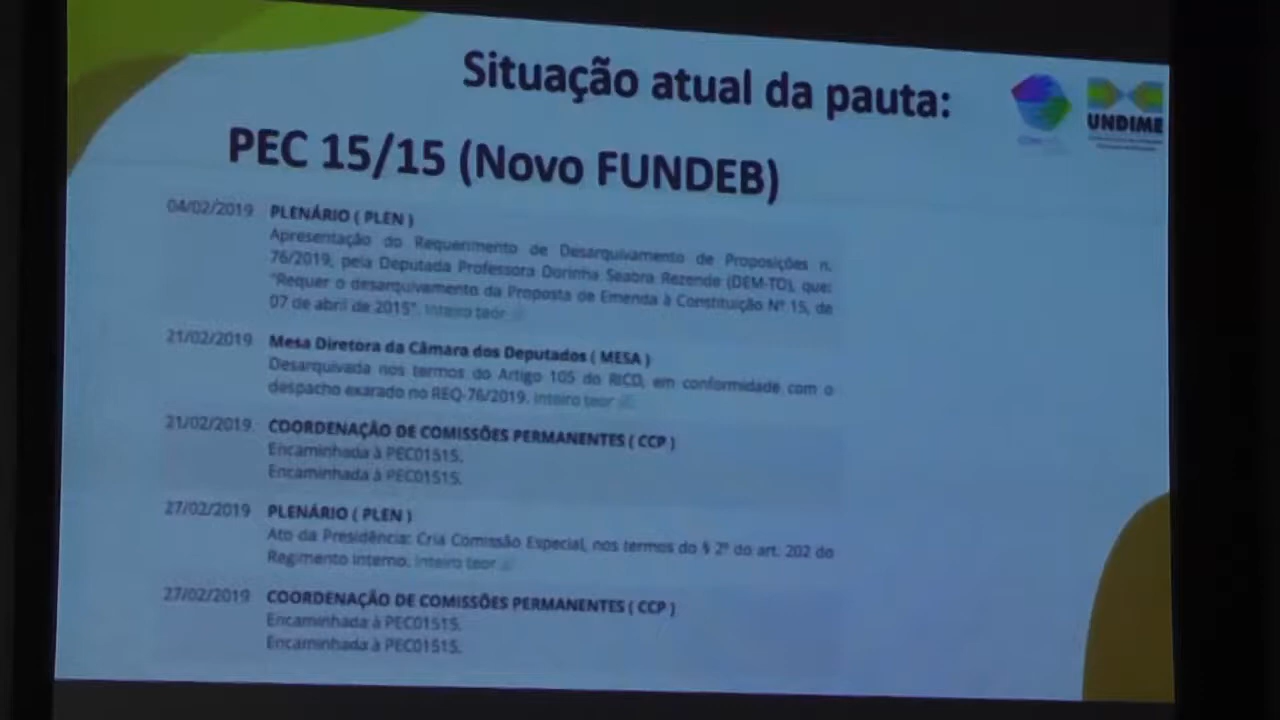 Situação atual da pauta:
UNDIME
PEC 15/15 (Novo FUNDEB)
04/02/2019 PLENÁRIO ( PLEN )
Apresentação do Requerimento de Desarquivamento de Proposições n.
76/2019, pela Deputada Professora Dorinha Seabra Rezende (DEM-TO), que:
"Requer o desarquivamento da Proposta de Emenda à Constituição Nº 15, de
07 de abril de 2015". Inteiro teor
21/02/2019 Mesa Diretora da Câmara dos Deputados ( MESA )
Desarquivada nos termos do Artigo 105 do RICD, em conformidade com o
despacho exarado no REQ-76/2019. Inteiro teor
21/02/2019 COORDENAÇÃO DE COMISSÕES PERMANENTES ( CCP )
Encaminhada à PEC01515.
Encaminhada à PEC01515.
27/02/2019 PLENÁRIO ( PLEN )
Ato da Presidência: Cria Comissão Especial, nos termos do § 2º do art. 202 do
Regimento Interno. Inteiro teor
27/02/2019 COORDENAÇÃO DE COMISSÕES PERMANENTES ( CCP )
Encaminhada à PEC01515.
Encaminhada à PEC01515.